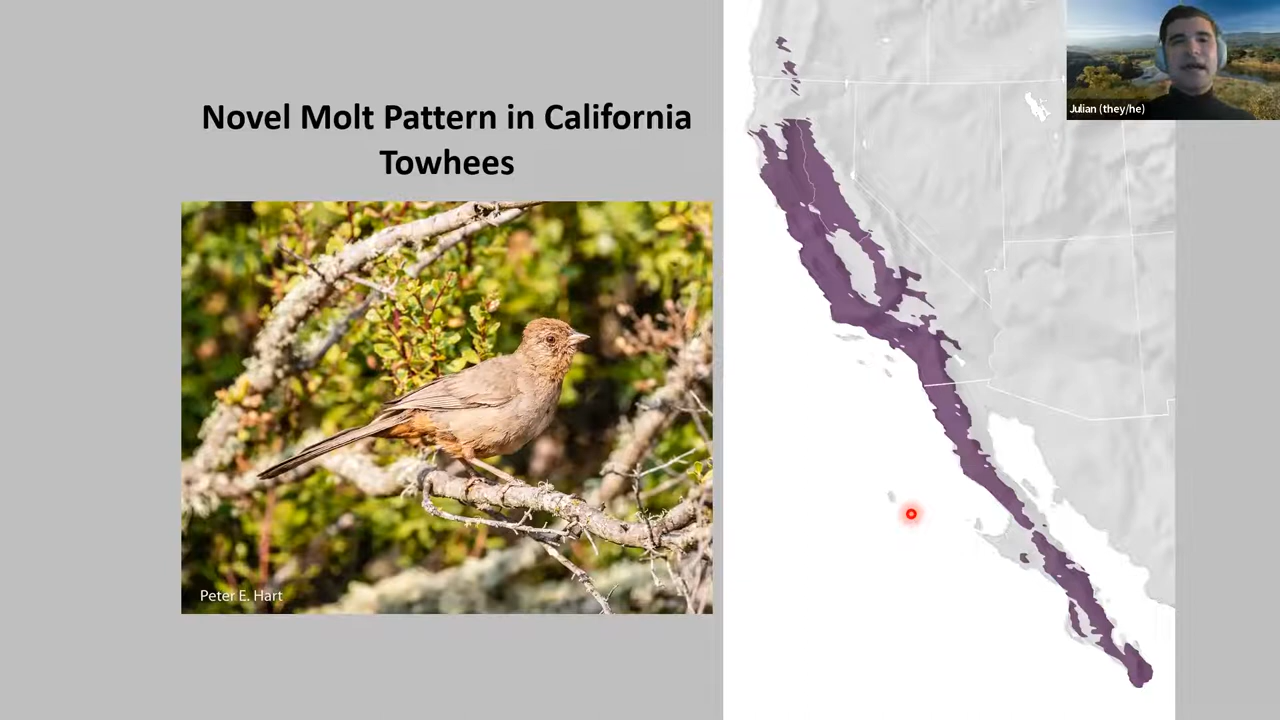 Novel Molt Pattern in California
Towhees
Peter E. Hart
Julian (they/he)